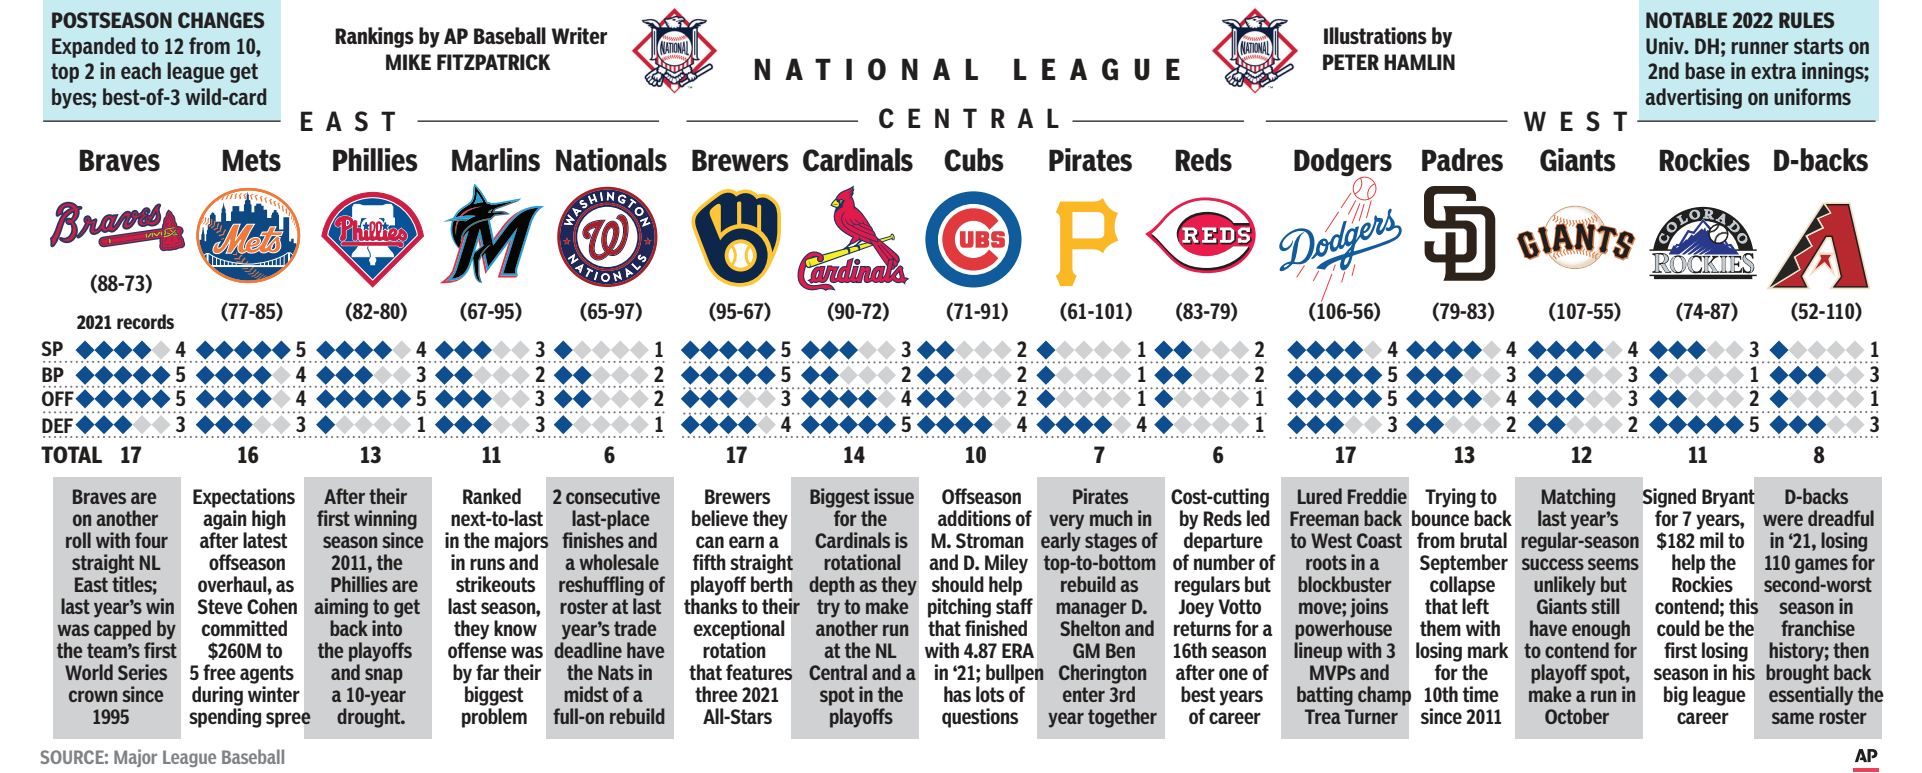 POSTSEASON CHANGES
Expanded to 12 from 10,
top 2 in each league get
byes; best-of-3 wild-card
Rankings by AP Baseball Writer
MIKE FITZPATRICK
NATIONAL
NATIONAL LEAGUE
NATIONAL
Illustrations by
PETER HAMLIN
NOTABLE 2022 RULES
Univ. DH; runner starts on
2nd base in extra innings;
advertising on uniforms
EAST
CENTRAL
WEST
Braves Mets Phillies Marlins Nationals Brewers Cardinals Cubs Pirates Reds Dodgers Padres Giants Rockies D-backs
Braves
Mets
Phillies
M
WASHINGTON
W
NATIONALS
Cardinals
CUBS
P
REDS
Dodgers
SD
GIANTS
COLORADO
ROCKIES
A
(88-73)
(77-85) (82-80) (67-95) (65-97) (95-67) (90-72) (71-91) (61-101) (83-79) (106-56) (79-83) (107-55) (74-87) (52-110)
2021 records
SP 4 5 4 3 1 5 3 2 1 2 4 4 4 3 1
BP 5 4 3 2 2 5 2 2 1 2 5 3 3 1 3
OFF 5 4 5 3 2 3 4 2 1 1 5 4 3 2 1
DEF 3 3 1 3 1 4 5 4 4 1 3 2 2 5 3
TOTAL 17 16 13 11 6 17 14 10 7 6 17 13 12 11 8
Braves are
on another
roll with four
straight NL
East titles;
last year's win
was capped by
the team's first
World Series
crown since
1995
Expectations
again high
after latest
offseason
overhaul, as
Steve Cohen
committed
$260M to
5 free agents
during winter
spending spree
After their
first winning
season since
2011, the
Phillies are
aiming to get
back into
the playoffs
and snap
a 10-year
drought.
Ranked
next-to-last
in the majors
in runs and
strikeouts
last season,
they know
offense was
by far their
biggest
problem
2 consecutive
last-place
finishes and
a wholesale
reshuffling of
roster at last
year's trade
deadline have
the Nats in
midst of a
full-on rebuild
Brewers
believe they
can earn a
fifth straight
playoff berth
thanks to their
exceptional
rotation
that features
three 2021
All-Stars
Biggest issue
for the
Cardinals is
rotational
depth as they
try to make
another run
at the NL
Central and a
spot in the
playoffs
Offseason
additions of
M. Stroman
and D. Miley
should help
pitching staff
that finished
with 4.87 ERA
in '21; bullpen
has lots of
questions
Pirates
very much in
early stages of
top-to-bottom
rebuild as
manager D.
Shelton and
GM Ben
Cherington
enter 3rd
year together
Cost-cutting
by Reds led
departure
of number of
regulars but
Joey Votto
returns for a
16th season
after one of
best years
of career
Lured Freddie
Freeman back
to West Coast
roots in a
blockbuster
move; joins
powerhouse
lineup with 3
MVPs and
batting champ
Trea Turner
Trying to
bounce back
from brutal
September
collapse
that left
them with
losing mark
for the
10th time
since 2011
Matching
last year's
regular-season
success seems
unlikely but
Giants still
have enough
to contend for
playoff spot,
make a run in
October
Signed Bryant
for 7 years,
$182 mil to
help the
Rockies
contend; this
could be the
first losing
season in his
big league
career
D-backs
were dreadful
in '21, losing
110 games for
second-worst
season in
franchise
history; then
brought back
essentially the
same roster
SOURCE: Major League Baseball
AP